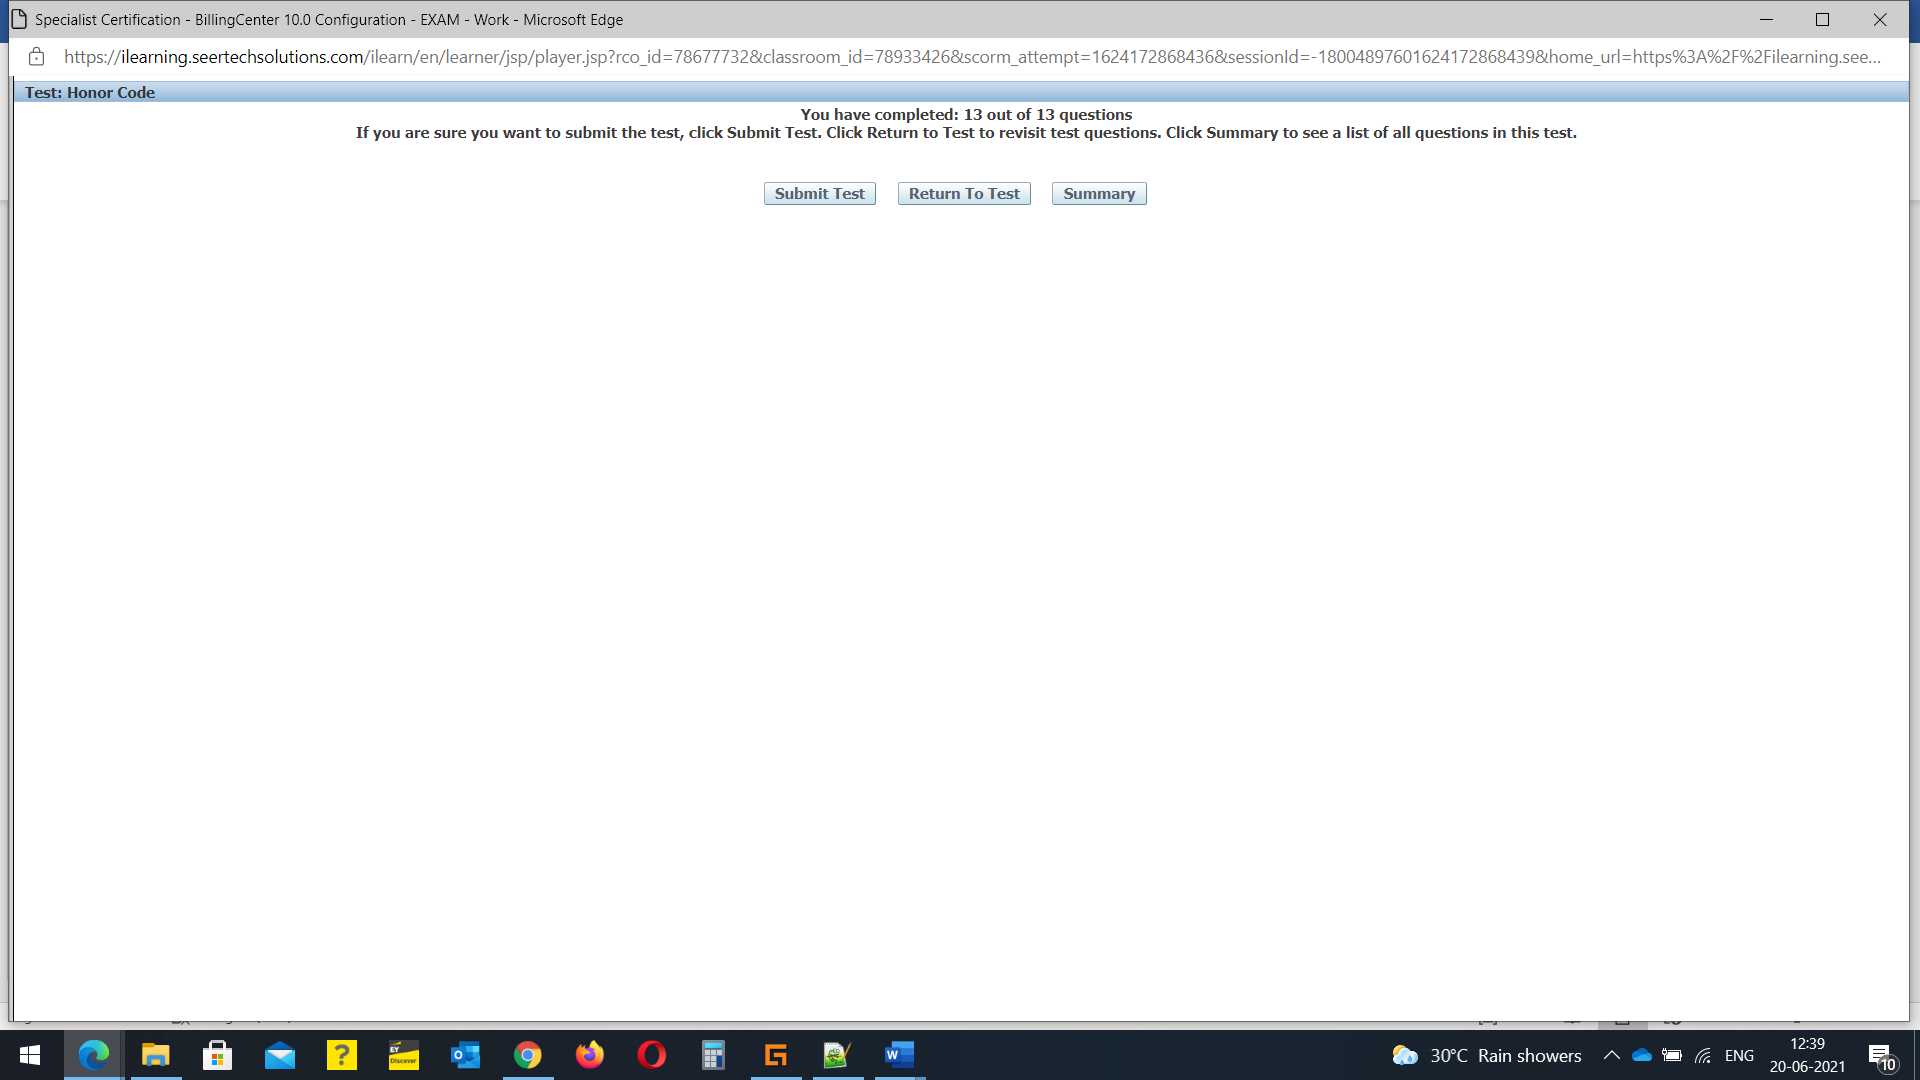 Specialist Certification - BillingCenter 10.0 Configuration - EXAM - Work - Microsoft Edge
https://ilearning.seertechsolutions.com/ilearn/en/learner/jsp/player.jsp?rco_id=78677732&classroom_id=78933426&scorm_attempt=1624172868436&sessionId=-18004897601624172868439&home_url=https%3A%2F%2Filearning.see...
Test: Honor Code
You have completed: 13 out of 13 questions
If you are sure you want to submit the test, click Submit Test. Click Return to Test to revisit test questions. Click Summary to see a list of all questions in this test.
Submit Test Return To Test Summary
EY
Discover
30°C Rain showers
ENG
12:39
20-06-2021
10